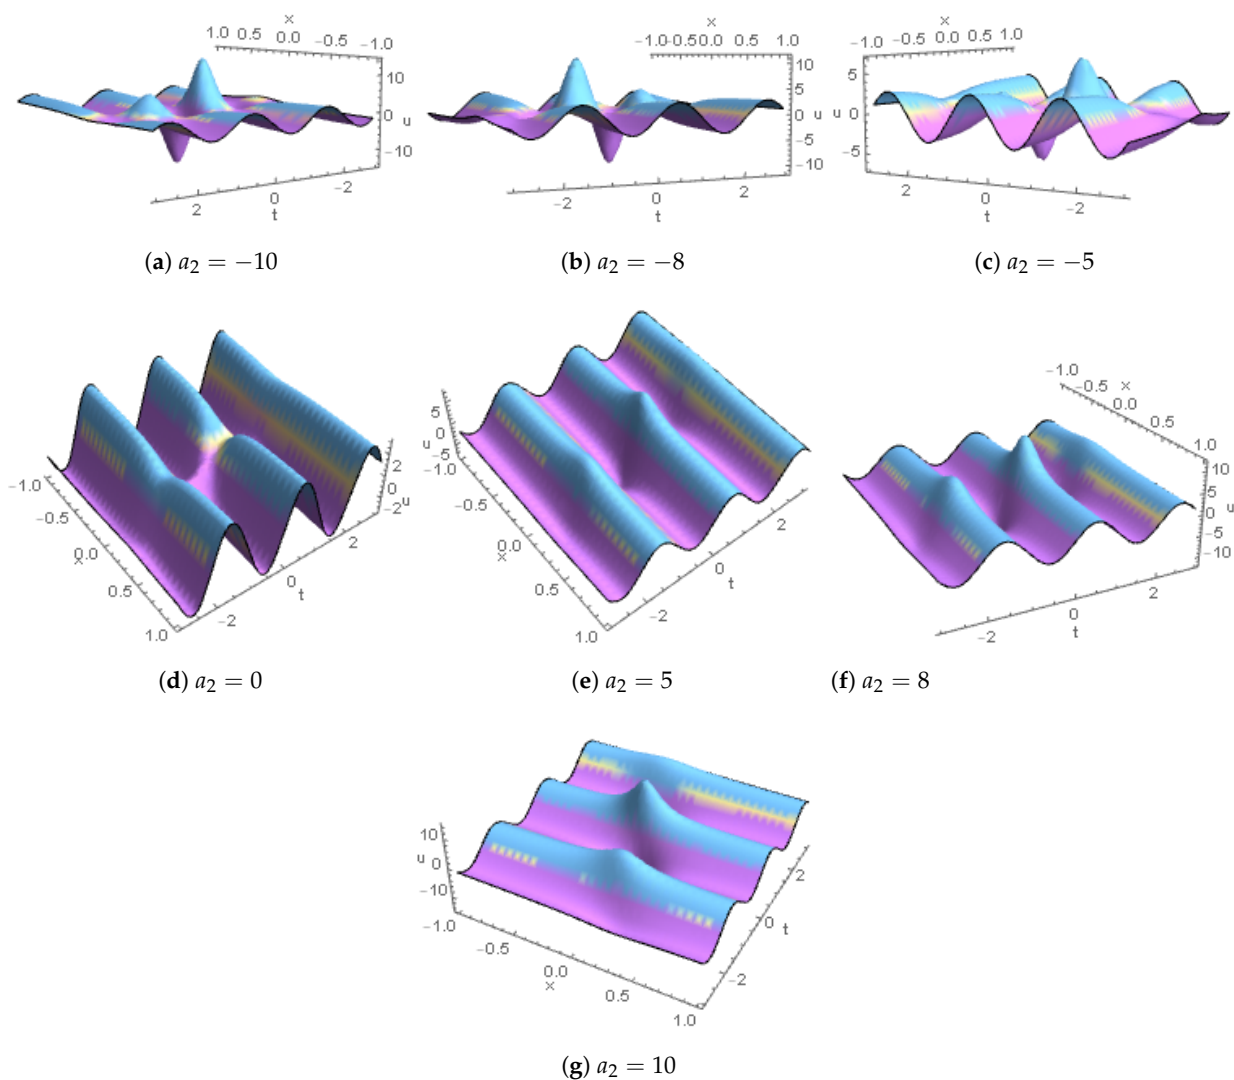 x
1.0 0.5 0.0 −0.5 −1.0
10
0 u
−10
2 0 −2
t
(a) a₂ = −10
x
−1.0−0.5 0.0 0.5 1.0
10
5
0 u
−5
−10
−2 0 2
t
(b) a₂ = −8
x
−1.0 −0.5 0.0 0.5 1.0
5
u 0
−5
2 0 −2
t
(c) a₂ = −5
−1.0
−0.5
0.0
x
0.5
1.0
2
0
−2 u
−2 0 2
t
(d) a₂ = 0
5
0
u
−5
−1.0
−0.5
0.0
x
0.5
1.0
−2 0 2
t
(e) a₂ = 5
−1.0
−0.5 x
0.0
0.5
1.0
10
5
0 u
−5
−10
−2 0 2
t
(f) a₂ = 8
10
u 0
−10
−1.0
−0.5
0.0
x
0.5
1.0
2
0 t
−2
(g) a₂ = 10